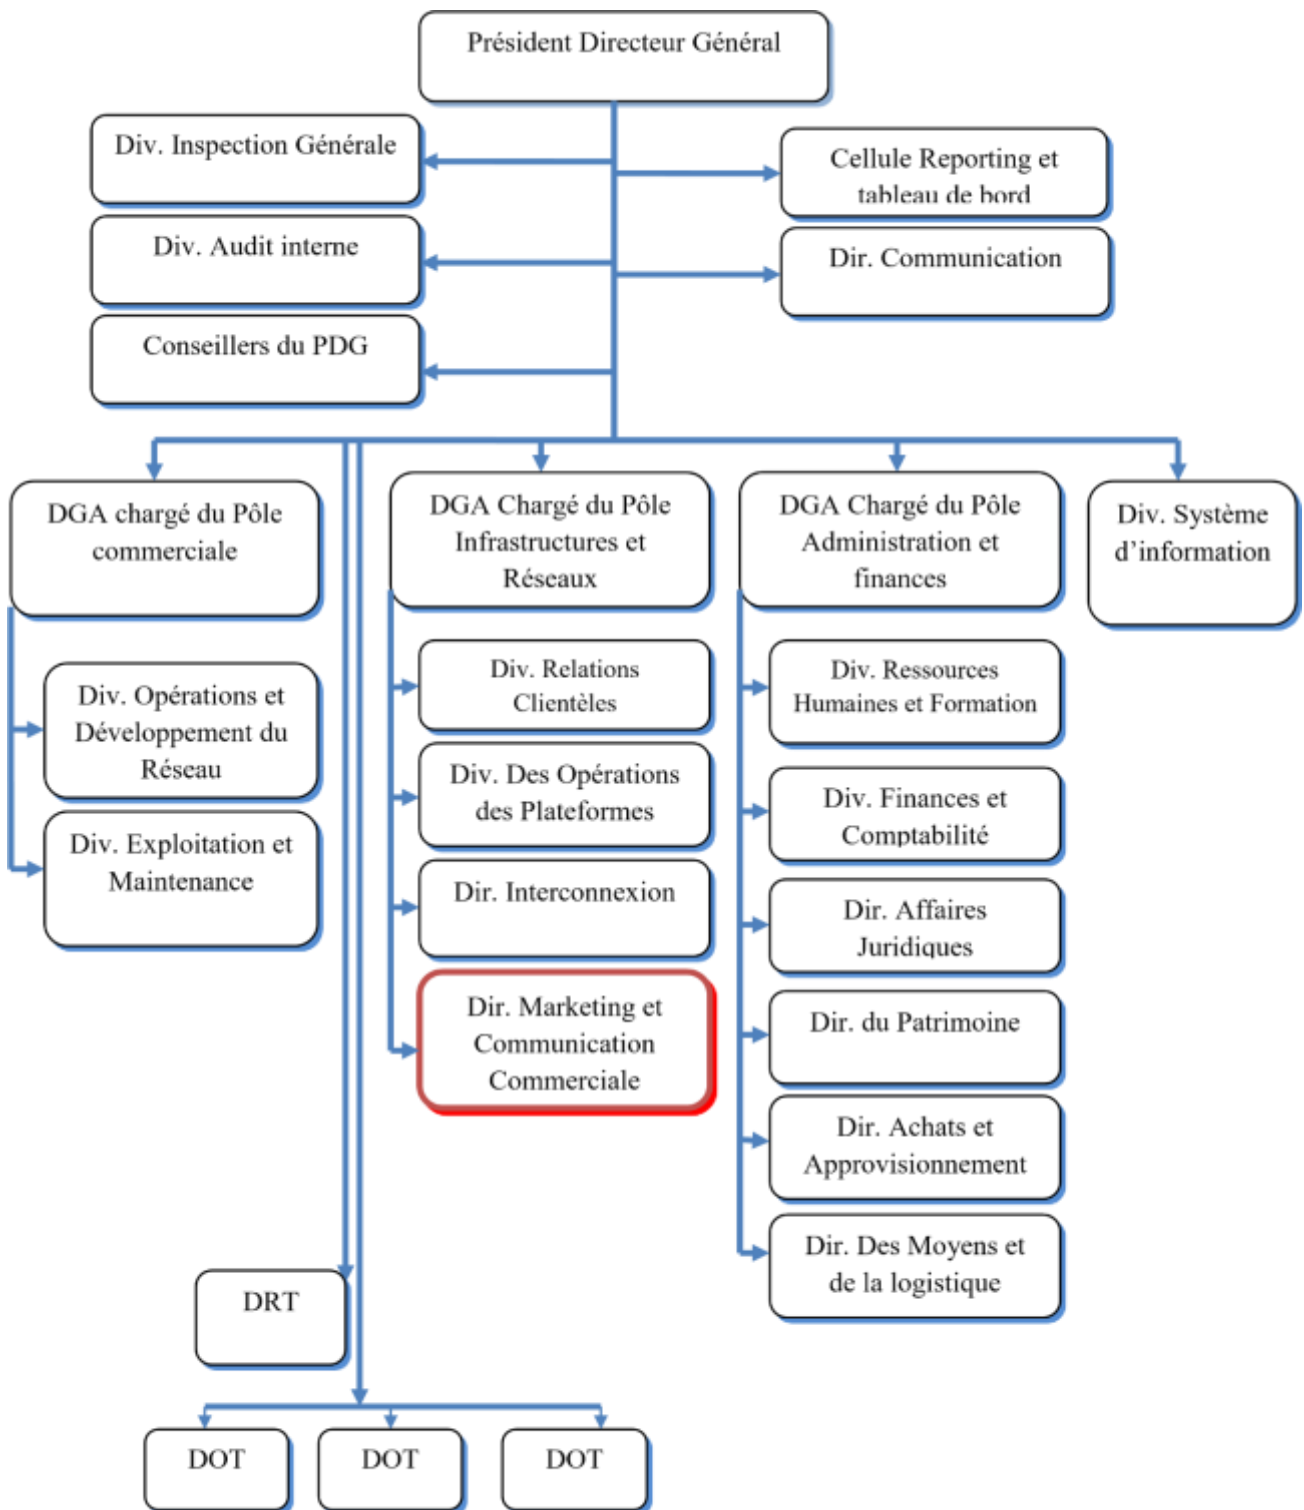 Président Directeur Général
Div. Inspection Générale
Cellule Reporting et
tableau de bord
Div. Audit interne
Dir. Communication
Conseillers du PDG
DGA chargé du Pôle
commerciale
DGA Chargé du Pôle
Infrastructures et
Réseaux
DGA Chargé du Pôle
Administration et
finances
Div. Système
d’information
Div. Opérations et
Développement du
Réseau
Div. Exploitation et
Maintenance
Div. Relations
Clientèles
Div. Des Opérations
des Plateformes
Dir. Interconnexion
Dir. Marketing et
Communication
Commerciale
Div. Ressources
Humaines et Formation
Div. Finances et
Comptabilité
Dir. Affaires
Juridiques
Dir. du Patrimoine
Dir. Achats et
Approvisionnement
Dir. Des Moyens et
de la logistique
DRT
DOT
DOT
DOT